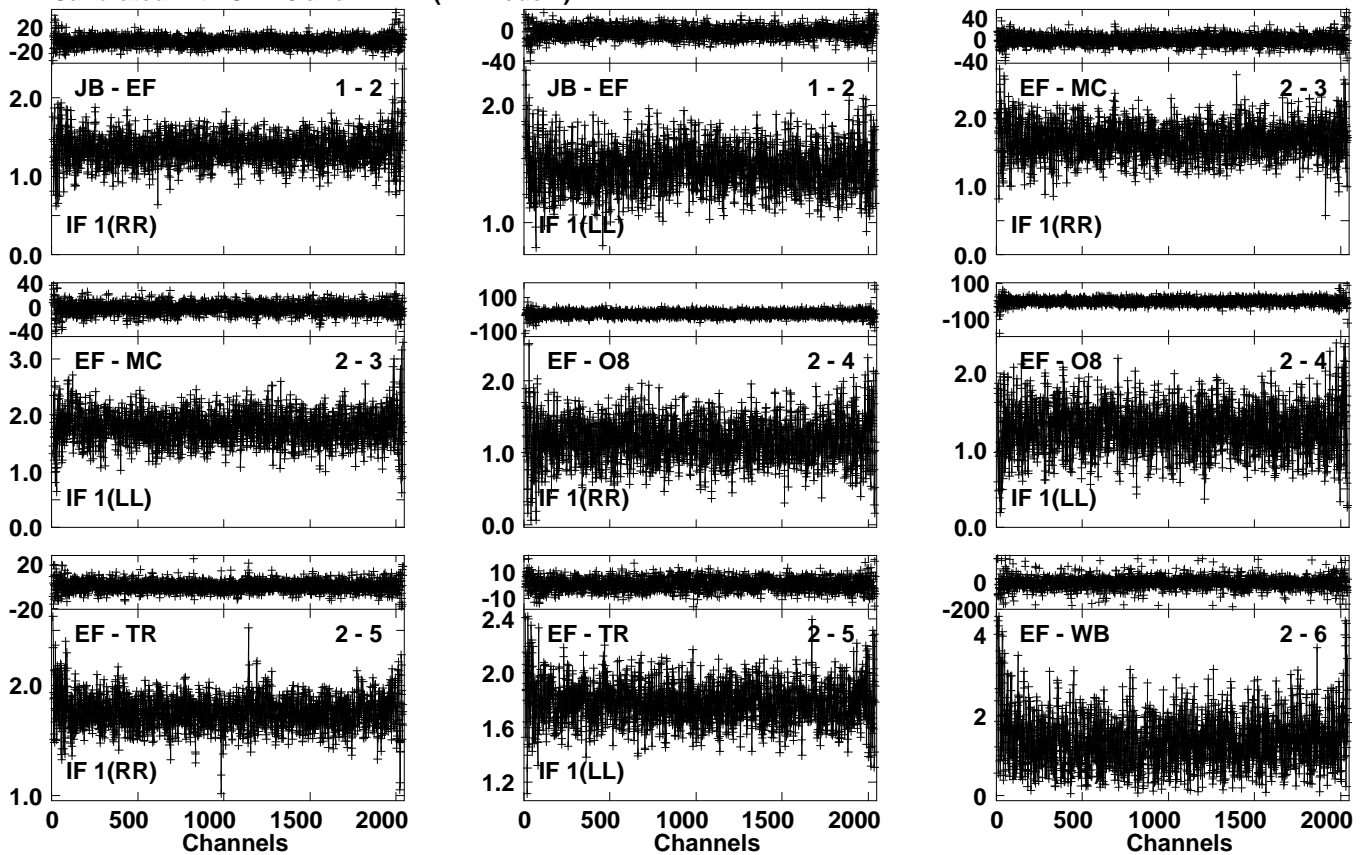 20
-20
2.0
1.0
0.0
JB - EF 1 - 2
IF 1(RR)
0
-40
2.0
1.0
JB - EF 1 - 2
IF 1(LL)
40
0
-40
2.0
1.0
0.0
EF - MC 2 - 3
IF 1(RR)
40
0
-40
3.0
2.0
1.0
0.0
EF - MC 2 - 3
IF 1(LL)
100
-100
2.0
1.0
0.0
EF - O8 2 - 4
IF 1(RR)
100
-100
2.0
1.0
0.0
EF - O8 2 - 4
IF 1(LL)
20
-20
2.0
1.0
EF - TR 2 - 5
IF 1(RR)
0 500 1000 1500 2000
Channels
10
-10
2.4
2.0
1.6
1.2
EF - TR 2 - 5
IF 1(LL)
0 500 1000 1500 2000
Channels
0
-200
4
2
0
EF - WB 2 - 6
0 500 1000 1500 2000
Channels